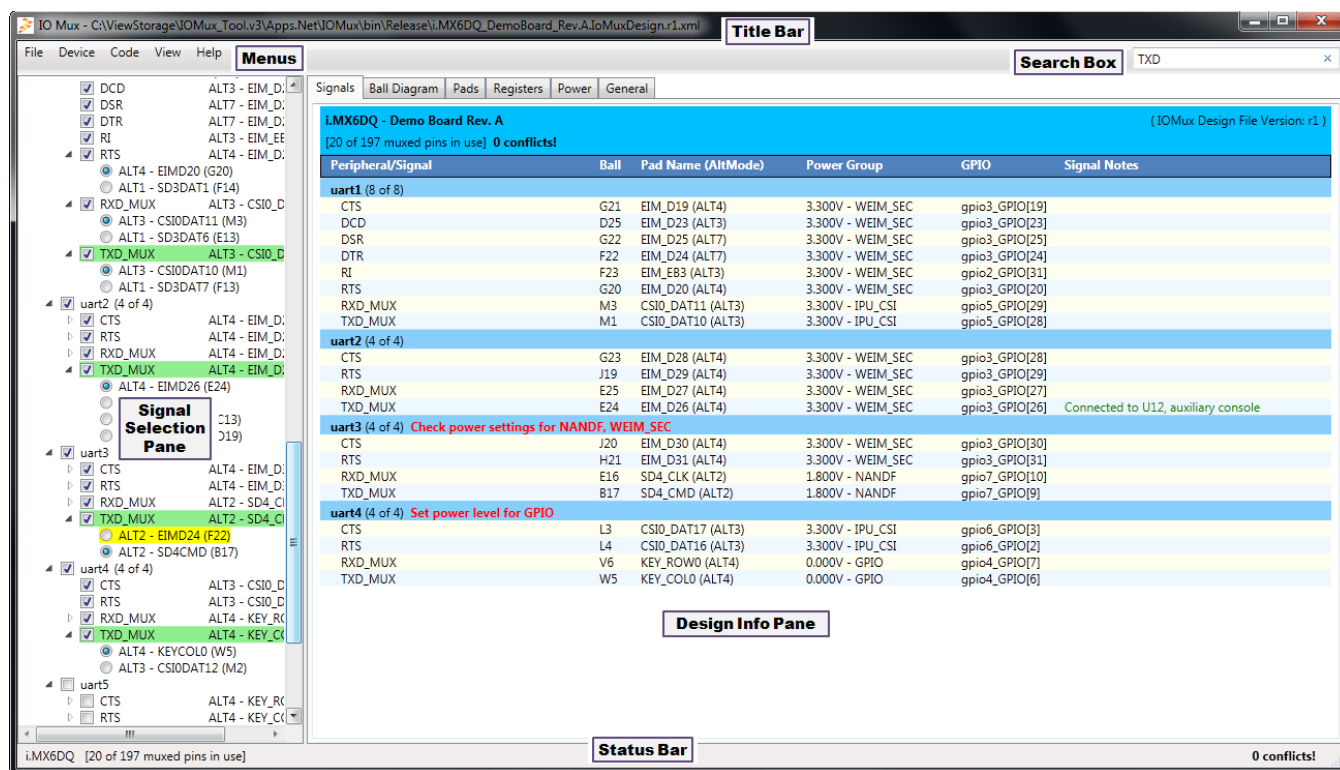 IO Mux - C:\ViewStorage\IOMux_Tool.v3\Apps.Net\IOMux\bin\Release\i.MX6DQ_DemoBoard_Rev.A.IoMuxDesign.r1.xml
Title Bar
File Device Code View Help
Menus
Search Box
TXD
DCD ALT3 - EIM_D
DSR ALT7 - EIM_D
DTR ALT7 - EIM_D
RI ALT3 - EIM_EE
RTS ALT4 - EIM_D
ALT4 - EIMD20 (G20)
ALT1 - SD3DAT1 (F14)
RXD_MUX ALT3 - CSI0_D
ALT3 - CSI0DAT11 (M3)
ALT1 - SD3DAT6 (E13)
TXD_MUX ALT3 - CSI0_D
ALT3 - CSI0DAT10 (M1)
ALT1 - SD3DAT7 (F13)
uart2 (4 of 4)
CTS ALT4 - EIM_D
RTS ALT4 - EIM_D
RXD_MUX ALT4 - EIM_D
TXD_MUX ALT4 - EIM_D
ALT4 - EIMD26 (E24)
C13)
D19)
Signal
Selection
Pane
uart3
CTS ALT4 - EIM_D
RTS ALT4 - EIM_D
RXD_MUX ALT2 - SD4_Cl
TXD_MUX ALT2 - SD4_Cl
ALT2 - EIMD24 (F22)
ALT2 - SD4CMD (B17)
uart4 (4 of 4)
CTS ALT3 - CSI0_D
RTS ALT3 - CSI0_D
RXD_MUX ALT4 - KEY_RO
TXD_MUX ALT4 - KEY_CO
ALT4 - KEYCOL0 (W5)
ALT3 - CSI0DAT12 (M2)
uart5
CTS ALT4 - KEY_RO
RTS ALT4 - KEY_CO
Signals Ball Diagram Pads Registers Power General
i.MX6DQ - Demo Board Rev. A ( IOMux Design File Version: r1 )
[20 of 197 muxed pins in use] 0 conflicts!
Peripheral/Signal Ball Pad Name (AltMode) Power Group GPIO Signal Notes
uart1 (8 of 8)
CTS G21 EIM_D19 (ALT4) 3.300V - WEIM_SEC gpio3_GPIO[19]
DCD D25 EIM_D23 (ALT3) 3.300V - WEIM_SEC gpio3_GPIO[23]
DSR G22 EIM_D25 (ALT7) 3.300V - WEIM_SEC gpio3_GPIO[25]
DTR F22 EIM_D24 (ALT7) 3.300V - WEIM_SEC gpio3_GPIO[24]
RI F23 EIM_EB3 (ALT3) 3.300V - WEIM_SEC gpio2_GPIO[31]
RTS G20 EIM_D20 (ALT4) 3.300V - WEIM_SEC gpio3_GPIO[20]
RXD_MUX M3 CSI0_DAT11 (ALT3) 3.300V - IPU_CSI gpio5_GPIO[29]
TXD_MUX M1 CSI0_DAT10 (ALT3) 3.300V - IPU_CSI gpio5_GPIO[28]
uart2 (4 of 4)
CTS G23 EIM_D28 (ALT4) 3.300V - WEIM_SEC gpio3_GPIO[28]
RTS J19 EIM_D29 (ALT4) 3.300V - WEIM_SEC gpio3_GPIO[29]
RXD_MUX E25 EIM_D27 (ALT4) 3.300V - WEIM_SEC gpio3_GPIO[27]
TXD_MUX E24 EIM_D26 (ALT4) 3.300V - WEIM_SEC gpio3_GPIO[26] Connected to U12, auxiliary console
uart3 (4 of 4) Check power settings for NANDF, WEIM_SEC
CTS J20 EIM_D30 (ALT4) 3.300V - WEIM_SEC gpio3_GPIO[30]
RTS H21 EIM_D31 (ALT4) 3.300V - WEIM_SEC gpio3_GPIO[31]
RXD_MUX E16 SD4_CLK (ALT2) 1.800V - NANDF gpio7_GPIO[10]
TXD_MUX B17 SD4_CMD (ALT2) 1.800V - NANDF gpio7_GPIO[9]
uart4 (4 of 4) Set power level for GPIO
CTS L3 CSI0_DAT17 (ALT3) 3.300V - IPU_CSI gpio6_GPIO[3]
RTS L4 CSI0_DAT16 (ALT3) 3.300V - IPU_CSI gpio6_GPIO[2]
RXD_MUX V6 KEY_ROW0 (ALT4) 0.000V - GPIO gpio4_GPIO[7]
TXD_MUX W5 KEY_COL0 (ALT4) 0.000V - GPIO gpio4_GPIO[6]
Design Info Pane
Status Bar
i.MX6DQ [20 of 197 muxed pins in use] 0 conflicts!